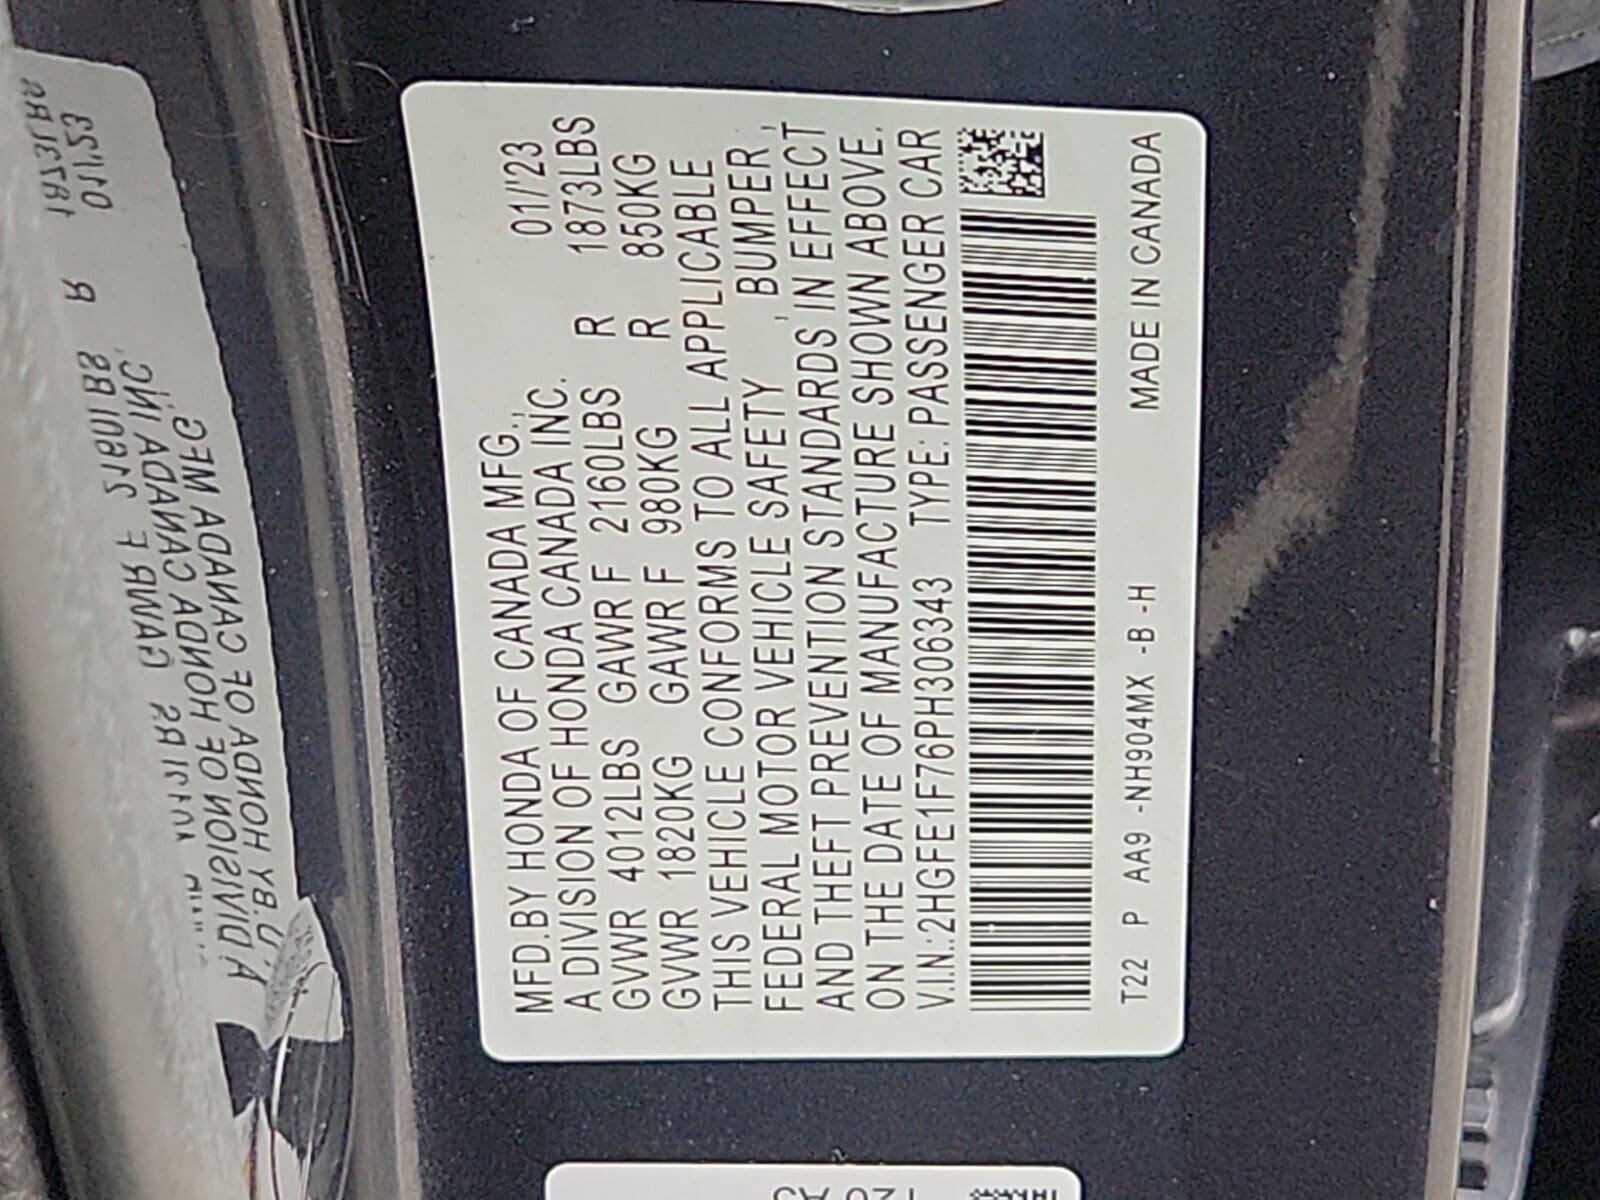 MFD.BY HONDA OF CANADA MFG., 01/'23
A DIVISION OF HONDA CANADA INC.
GVWR 4012LBS GAWR F 2160LBS R 1873LBS
GVWR 1820KG GAWR F 980KG R 850KG
THIS VEHICLE CONFORMS TO ALL APPLICABLE
FEDERAL MOTOR VEHICLE SAFETY , BUMPER ,
AND THEFT PREVENTION STANDARDS IN EFFECT
ON THE DATE OF MANUFACTURE SHOWN ABOVE.
V.I.N.:2HGFE1F76PH306343 TYPE: PASSENGER CAR
T22 P AA9 -NH904MX -B -H MADE IN CANADA